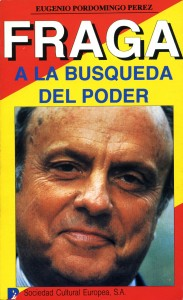 EUGENIO PORDOMINGO PEREZ
FRAGA
A LA BUSQUEDA
DEL PODER
Sociedad Cultural Europea, S.A.